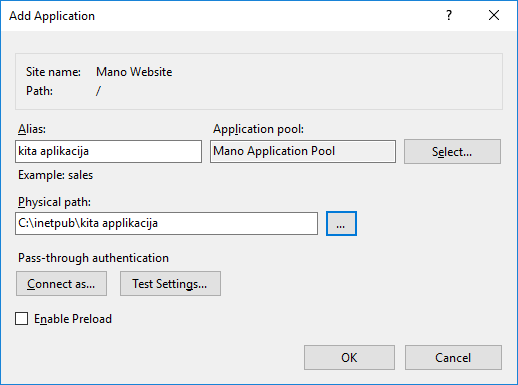 Add Application
Site name: Mano Website
Path: /
Alias: Application pool:
kita aplikacija Mano Application Pool Select...
Example: sales
Physical path:
C:\inetpub\kita applikacija ...
Pass-through authentication
Connect as... Test Settings...
Enable Preload
OK Cancel